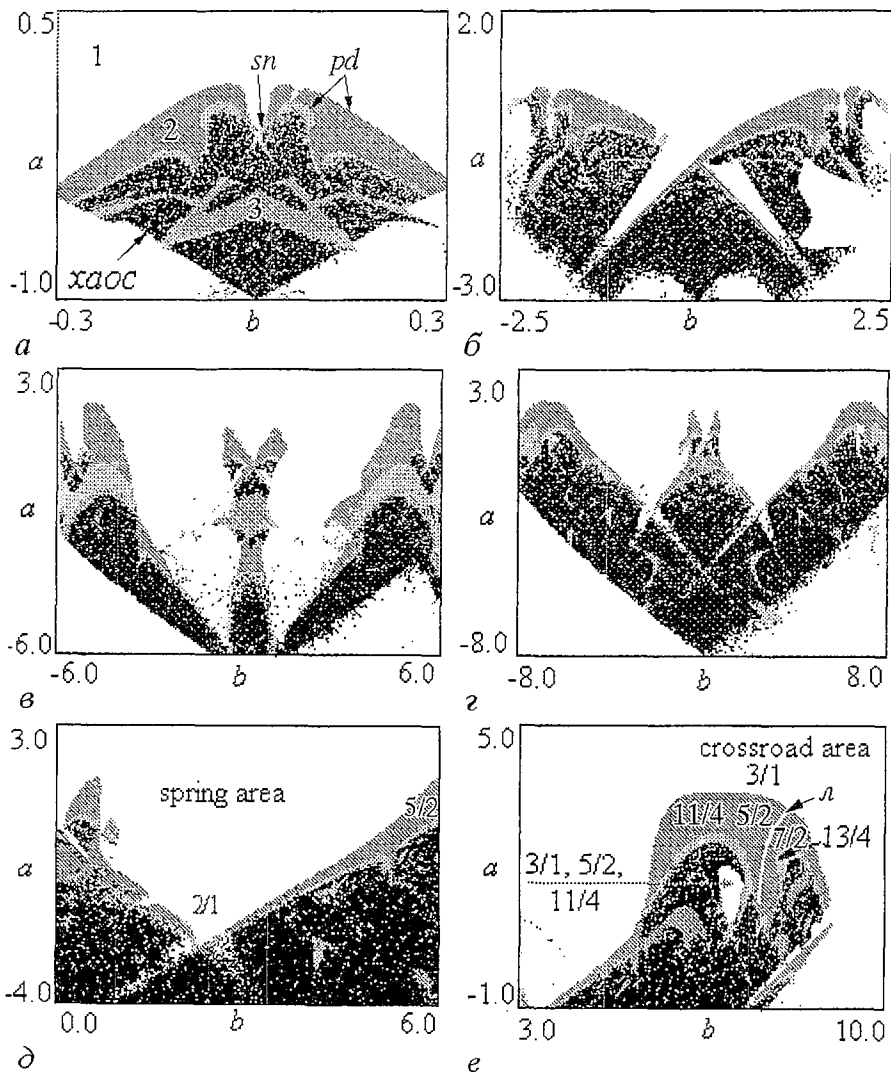 0.5
1
sn
pd
2
a
3
хаос
-1.0
-0.3
b
0.3
а
2.0
a
-3.0
-2.5
b
2.5
б
3.0
a
-6.0
-6.0
b
6.0
в
3.0
a
-8.0
-8.0
b
8.0
г
3.0
spring area
5/2
a
2/1
-4.0
0.0
b
6.0
д
5.0
crossroad area
3/1
л
11/4 5/2
7/2 13/4
a
3/1, 5/2,
11/4
-1.0
3.0
b
10.0
е